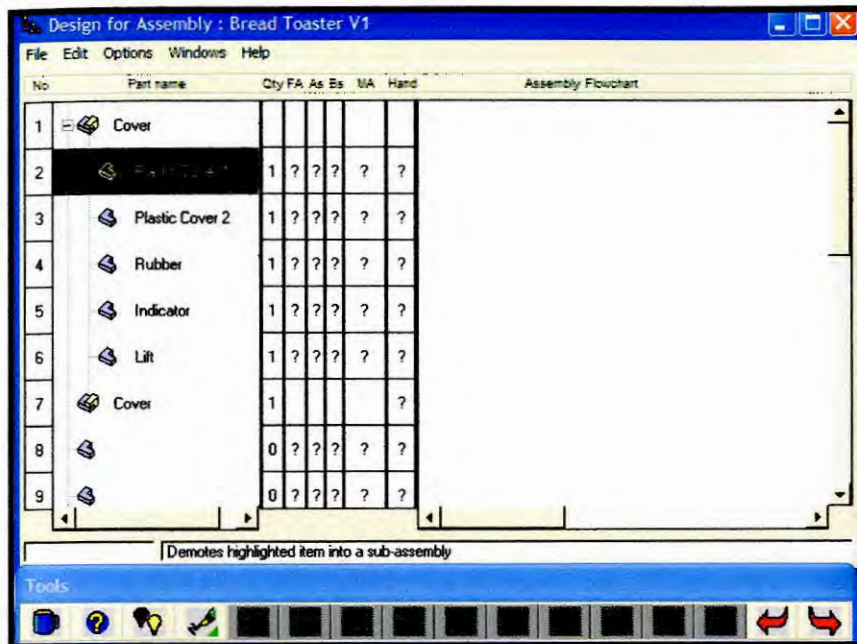 Design for Assembly : Bread Toaster V1
File Edit Options Windows Help
No Part name Qty FA As Bs MA Hand Assembly Flowchart
1 Cover
2 1 ? ? ? ? ?
3 Plastic Cover 2 1 ? ? ? ? ?
4 Rubber 1 ? ? ? ? ?
5 Indicator 1 ? ? ? ? ?
6 Lift 1 ? ? ? ? ?
7 Cover 1 ?
8 0 ? ? ? ? ?
9 0 ? ? ? ? ?
Demotes highlighted item into a sub-assembly
Tools